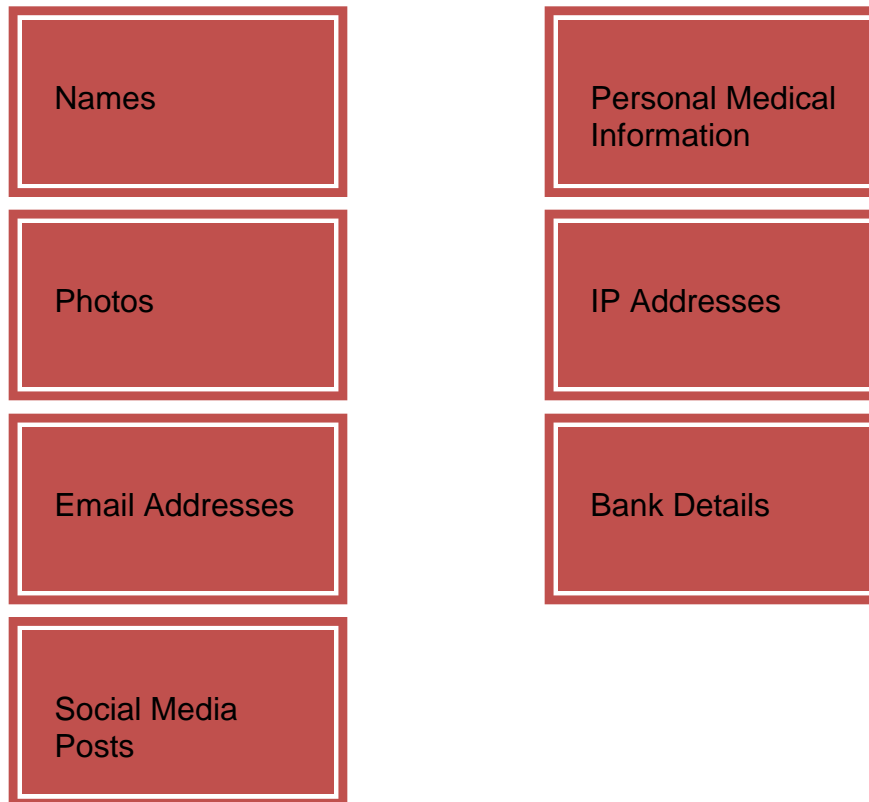 Names
Personal Medical
Information
Photos
IP Addresses
Email Addresses
Bank Details
Social Media
Posts